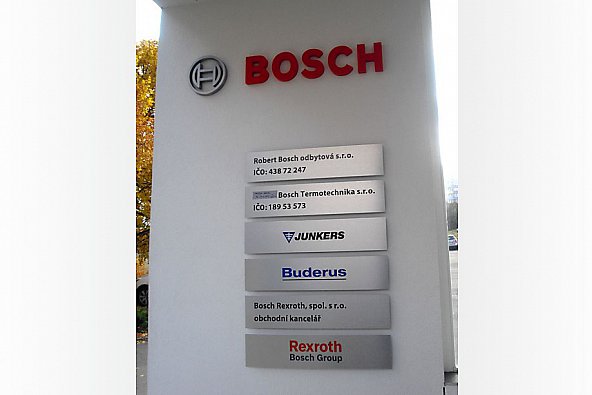 BOSCH
Robert Bosch odbytová s.r.o.
IČO: 438 72 247
Bosch Termotechnika s.r.o.
IČO: 189 53 573
JUNKERS
Buderus
Bosch Rexroth, spol. s r.o.
obchodní kancelář
Rexroth
Bosch Group